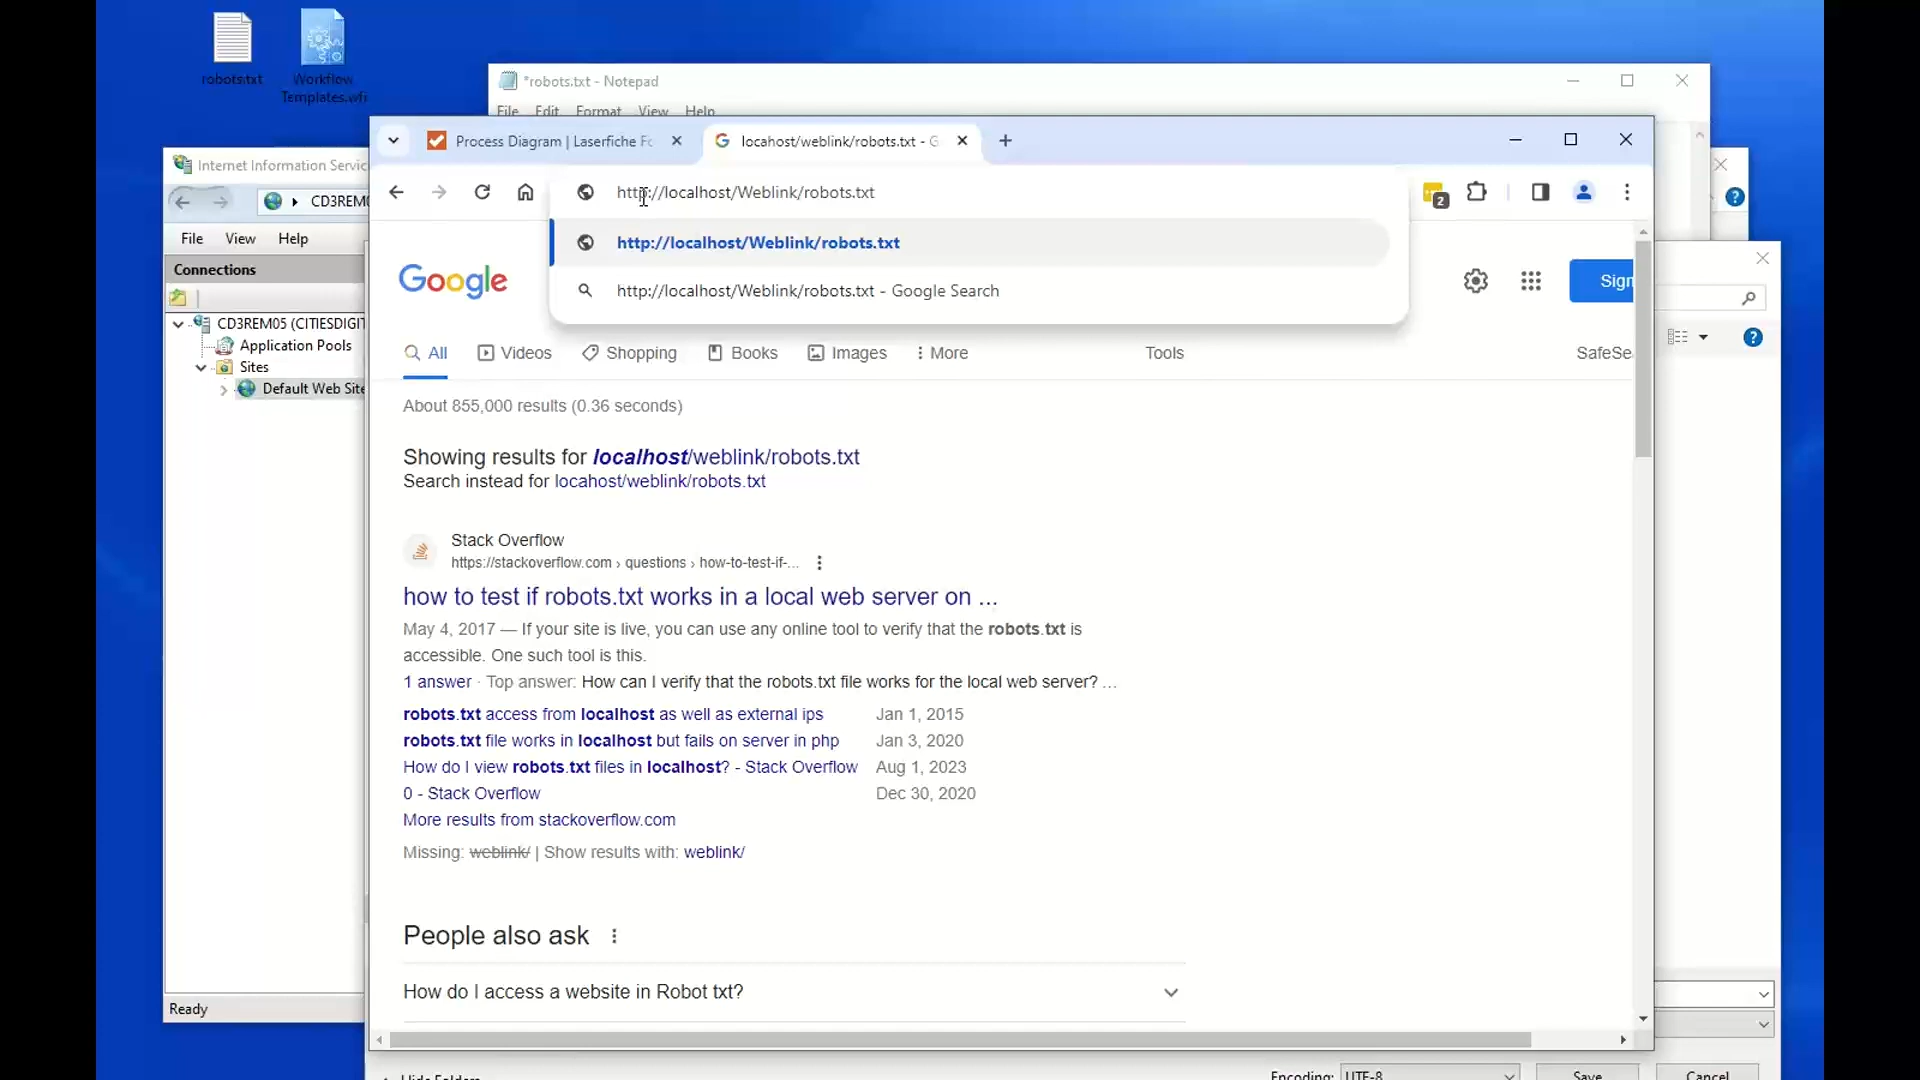 robots.txt
Workflow
Templates.wfi
*robots.txt - Notepad
File Edit Format View Help
Process Diagram | Laserfiche Fo
locahost/weblink/robots.txt - G
Internet Information Servic
CD3REM0
http://localhost/Weblink/robots.txt
2
File View Help
http://localhost/Weblink/robots.txt
http://localhost/Weblink/robots.txt - Google Search
Connections
Google
Sign
CD3REM05 (CITIESDIGIT
Application Pools
Sites
Default Web Site
All Videos Shopping Books Images More Tools SafeSe
About 855,000 results (0.36 seconds)
Showing results for localhost/weblink/robots.txt
Search instead for locahost/weblink/robots.txt
Stack Overflow
https://stackoverflow.com › questions › how-to-test-if-...
how to test if robots.txt works in a local web server on ...
May 4, 2017 — If your site is live, you can use any online tool to verify that the robots.txt is
accessible. One such tool is this.
1 answer · Top answer: How can I verify that the robots.txt file works for the local web server? ...
robots.txt access from localhost as well as external ips Jan 1, 2015
robots.txt file works in localhost but fails on server in php Jan 3, 2020
How do I view robots.txt files in localhost? - Stack Overflow Aug 1, 2023
0 - Stack Overflow Dec 30, 2020
More results from stackoverflow.com
Missing: weblink/ | Show results with: weblink/
People also ask
How do I access a website in Robot txt?
Ready
Hide Folders Encoding: UTF-8 Save Cancel